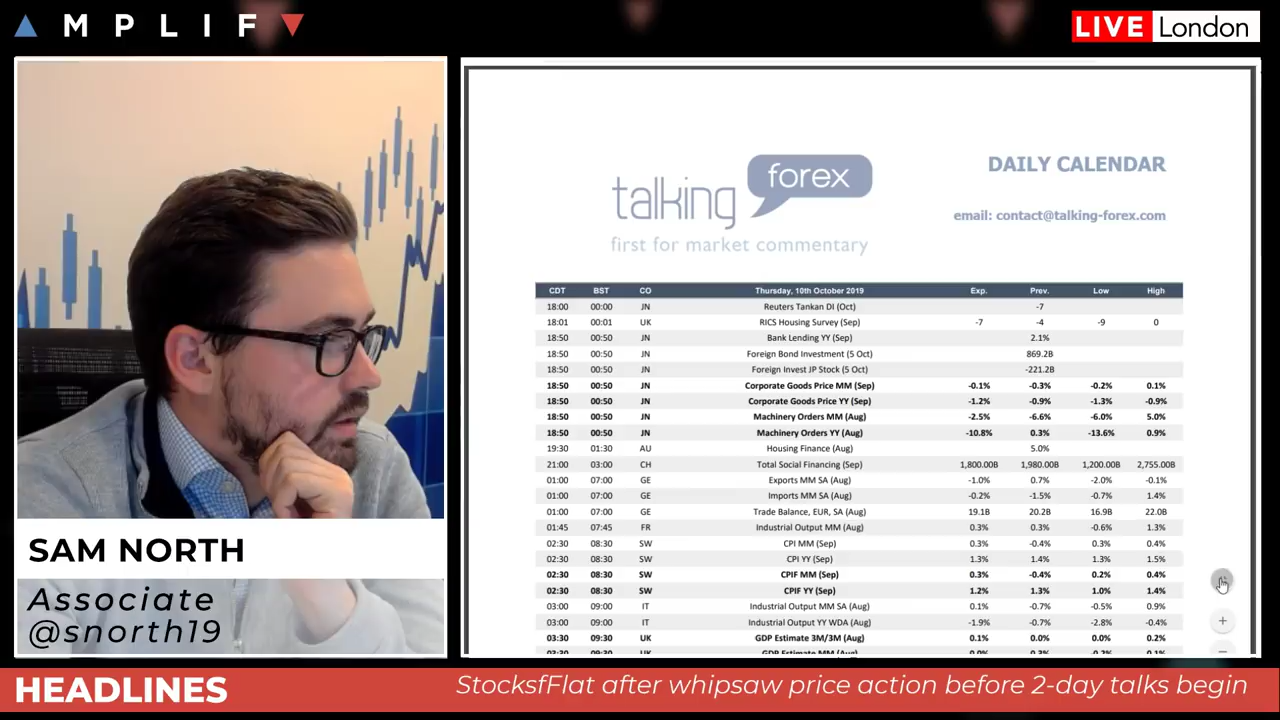 AMPLIFY
LIVE London
talking forex
first for market commentary
DAILY CALENDAR
email: contact@talking-forex.com
CDT BST CO Thursday, 10th October 2019 Exp. Prev. Low High
18:00 00:00 JN Reuters Tankan DI (Oct) -7
18:01 00:01 UK RICS Housing Survey (Sep) -7 -4 -9 0
18:50 00:50 JN Bank Lending YY (Sep) 2.1%
18:50 00:50 JN Foreign Bond Investment (5 Oct) 869.2B
18:50 00:50 JN Foreign Invest JP Stock (5 Oct) -221.2B
18:50 00:50 JN Corporate Goods Price MM (Sep) -0.1% -0.3% -0.2% 0.1%
18:50 00:50 JN Corporate Goods Price YY (Sep) -1.2% -0.9% -1.3% -0.9%
18:50 00:50 JN Machinery Orders MM (Aug) -2.5% -6.6% -6.0% 5.0%
18:50 00:50 JN Machinery Orders YY (Aug) -10.8% 0.3% -13.6% 0.9%
19:30 01:30 AU Housing Finance (Aug) 5.0%
21:00 03:00 CH Total Social Financing (Sep) 1,800.00B 1,980.00B 1,200.00B 2,755.00B
01:00 07:00 GE Exports MM SA (Aug) -1.0% 0.7% -2.0% -0.1%
01:00 07:00 GE Imports MM SA (Aug) -0.2% -1.5% -0.7% 1.4%
01:00 07:00 GE Trade Balance, EUR, SA (Aug) 19.1B 20.2B 16.9B 22.0B
01:45 07:45 FR Industrial Output MM (Aug) 0.3% 0.3% -0.6% 1.3%
02:30 08:30 SW CPI MM (Sep) 0.3% -0.4% 0.3% 0.4%
02:30 08:30 SW CPI YY (Sep) 1.3% 1.4% 1.3% 1.5%
02:30 08:30 SW CPIF MM (Sep) 0.3% -0.4% 0.2% 0.4%
02:30 08:30 SW CPIF YY (Sep) 1.2% 1.3% 1.0% 1.4%
03:00 09:00 IT Industrial Output MM SA (Aug) 0.1% -0.7% -0.5% 0.9%
03:00 09:00 IT Industrial Output YY WDA (Aug) -1.9% -0.7% -2.8% -0.4%
03:30 09:30 UK GDP Estimate 3M/3M (Aug) 0.1% 0.0% 0.0% 0.2%
03:30 09:30 UK GDP Estimate MM (Aug) 0.0% 0.3% -0.2% 0.1%
SAM NORTH
Associate
@snorth19
HEADLINES StocksfFlat after whipsaw price action before 2-day talks begin